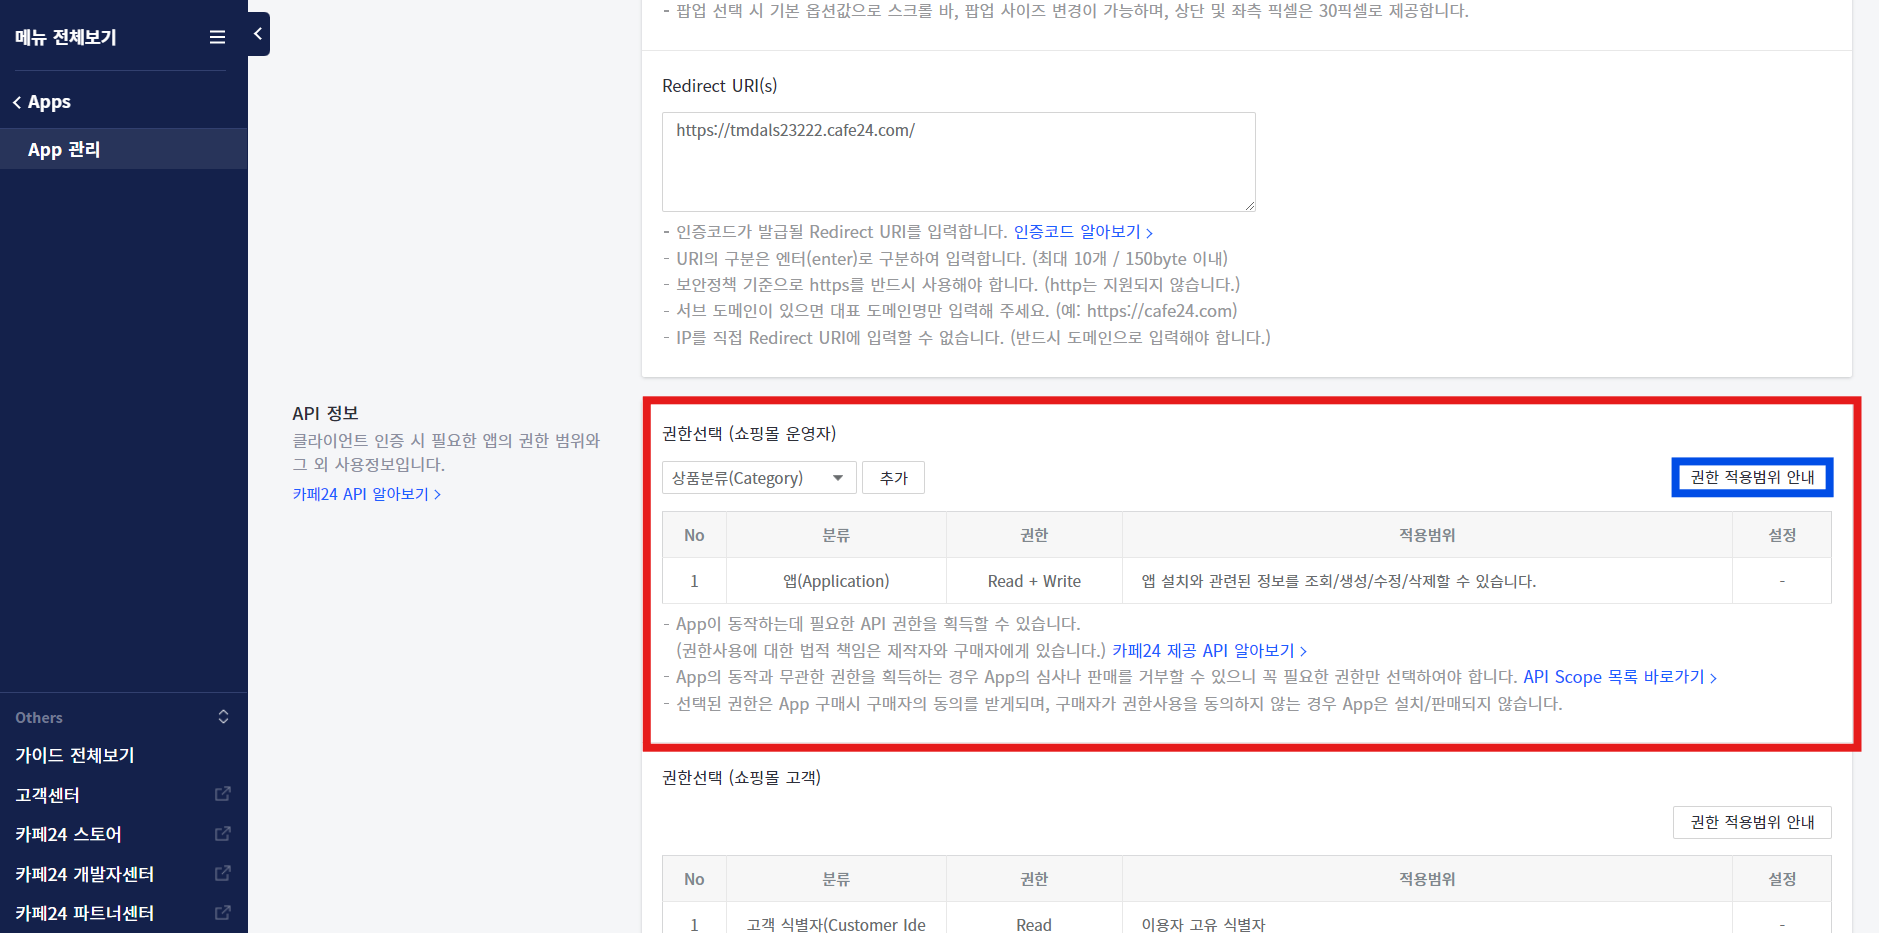 메뉴 전체보기
Apps
App 관리
Others
가이드 전체보기
고객센터
카페24 스토어
카페24 개발자센터
카페24 파트너센터
- 팝업 선택 시 기본 옵션값으로 스크롤 바, 팝업 사이즈 변경이 가능하며, 상단 및 좌측 픽셀은 30픽셀로 제공합니다.
Redirect URI(s)
https://tmdals23222.cafe24.com/
- 인증코드가 발급될 Redirect URI를 입력합니다. 인증코드 알아보기 >
- URI의 구분은 엔터(enter)로 구분하여 입력합니다. (최대 10개 / 150byte 이내)
- 보안정책 기준으로 https를 반드시 사용해야 합니다. (http는 지원되지 않습니다.)
- 서브 도메인이 있으면 대표 도메인명만 입력해 주세요. (예: https://cafe24.com)
- IP를 직접 Redirect URI에 입력할 수 없습니다. (반드시 도메인으로 입력해야 합니다.)
API 정보
클라이언트 인증 시 필요한 앱의 권한 범위와
그 외 사용정보입니다.
카페24 API 알아보기 >
권한선택 (쇼핑몰 운영자)
상품분류(Category) 추가 권한 적용범위 안내
No 분류 권한 적용범위 설정
1 앱(Application) Read + Write 앱 설치와 관련된 정보를 조회/생성/수정/삭제할 수 있습니다. -
- App이 동작하는데 필요한 API 권한을 획득할 수 있습니다.
(권한사용에 대한 법적 책임은 제작자와 구매자에게 있습니다.) 카페24 제공 API 알아보기 >
- App의 동작과 무관한 권한을 획득하는 경우 App의 심사나 판매를 거부할 수 있으니 꼭 필요한 권한만 선택하여야 합니다. API Scope 목록 바로가기 >
- 선택된 권한은 App 구매시 구매자의 동의를 받게되며, 구매자가 권한사용을 동의하지 않는 경우 App은 설치/판매되지 않습니다.
권한선택 (쇼핑몰 고객)
권한 적용범위 안내
No 분류 권한 적용범위 설정
1 고객 식별자(Customer Ide Read 이용자 고유 식별자 -